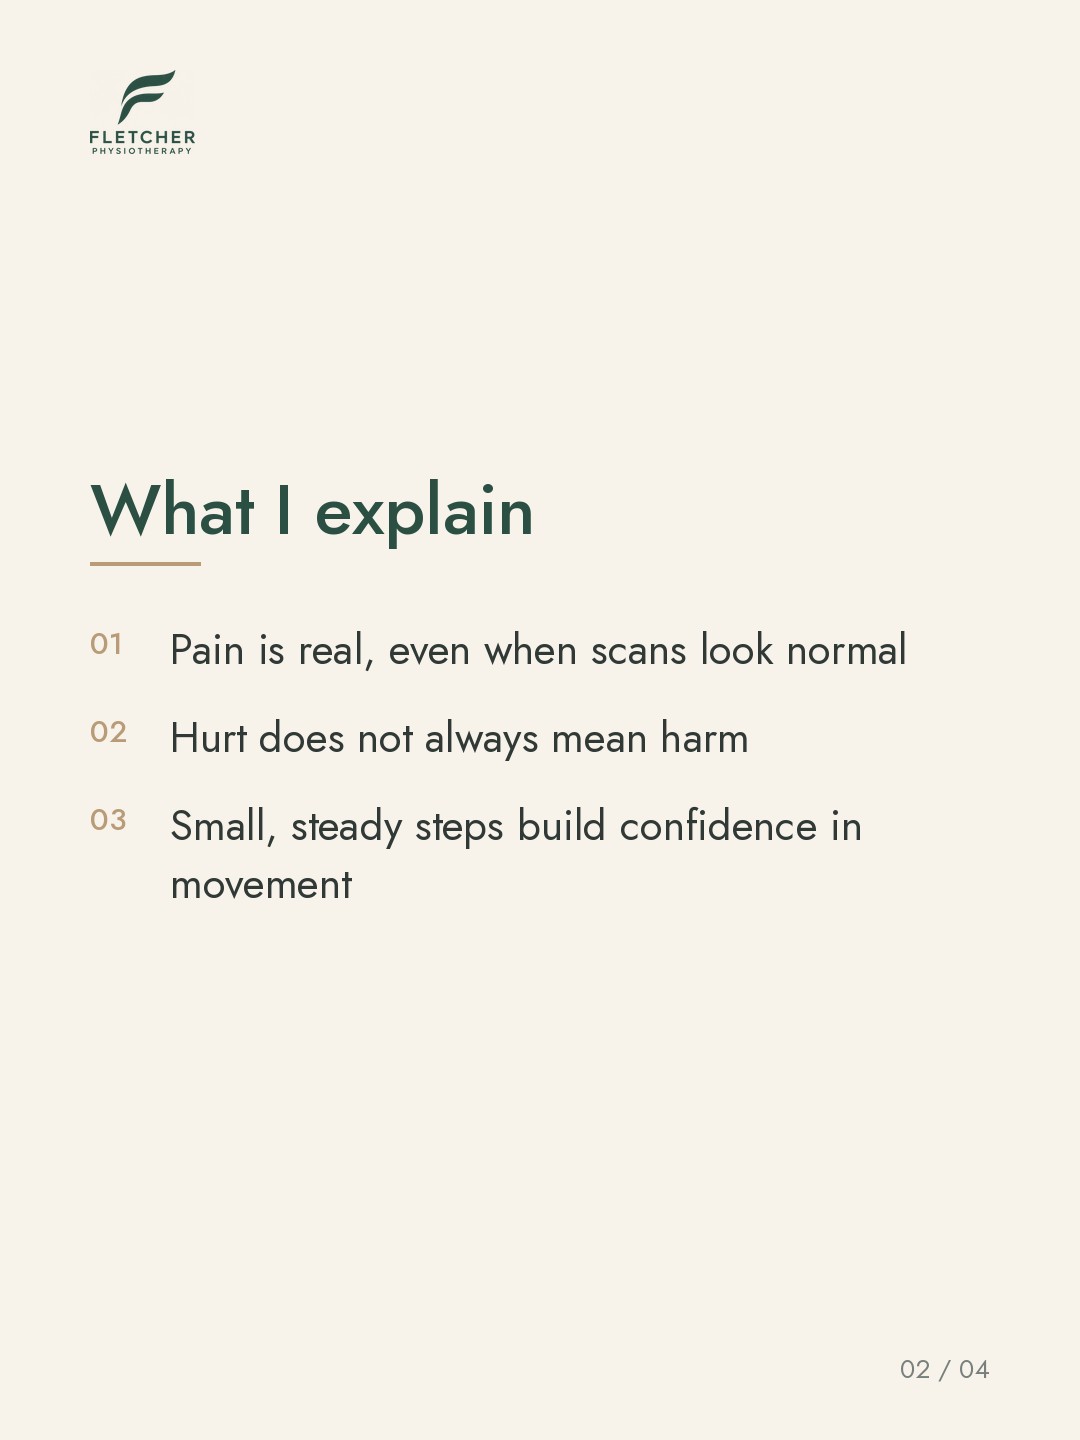 FLETCHER
PHYSIOTHERAPY
What I explain
01 Pain is real, even when scans look normal
02 Hurt does not always mean harm
03 Small, steady steps build confidence in
movement
02 / 04